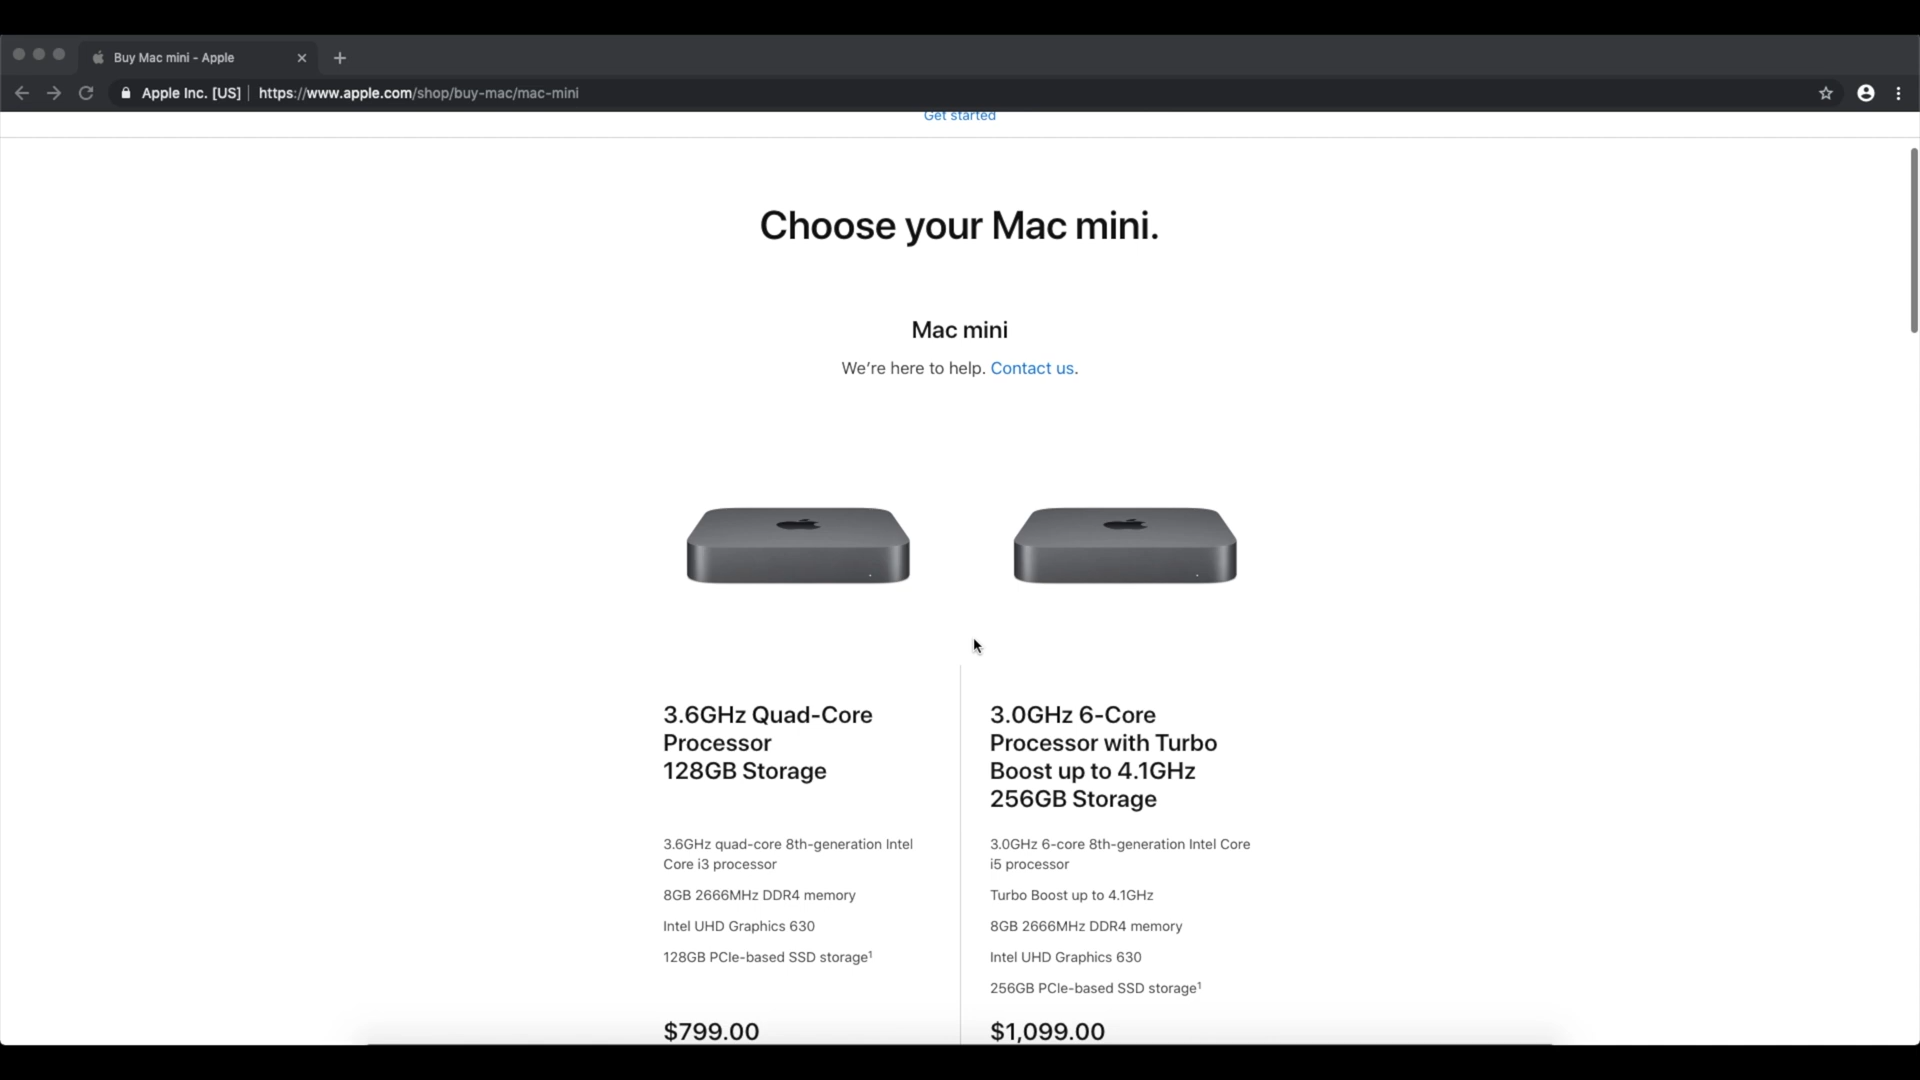 Buy Mac mini - Apple
Apple Inc. [US] https://www.apple.com/shop/buy-mac/mac-mini
Get started
Choose your Mac mini.
Mac mini
We’re here to help. Contact us.
3.6GHz Quad-Core
Processor
128GB Storage
3.6GHz quad-core 8th-generation Intel
Core i3 processor
8GB 2666MHz DDR4 memory
Intel UHD Graphics 630
128GB PCIe-based SSD storage¹
$799.00
3.0GHz 6-Core
Processor with Turbo
Boost up to 4.1GHz
256GB Storage
3.0GHz 6-core 8th-generation Intel Core
i5 processor
Turbo Boost up to 4.1GHz
8GB 2666MHz DDR4 memory
Intel UHD Graphics 630
256GB PCIe-based SSD storage¹
$1,099.00